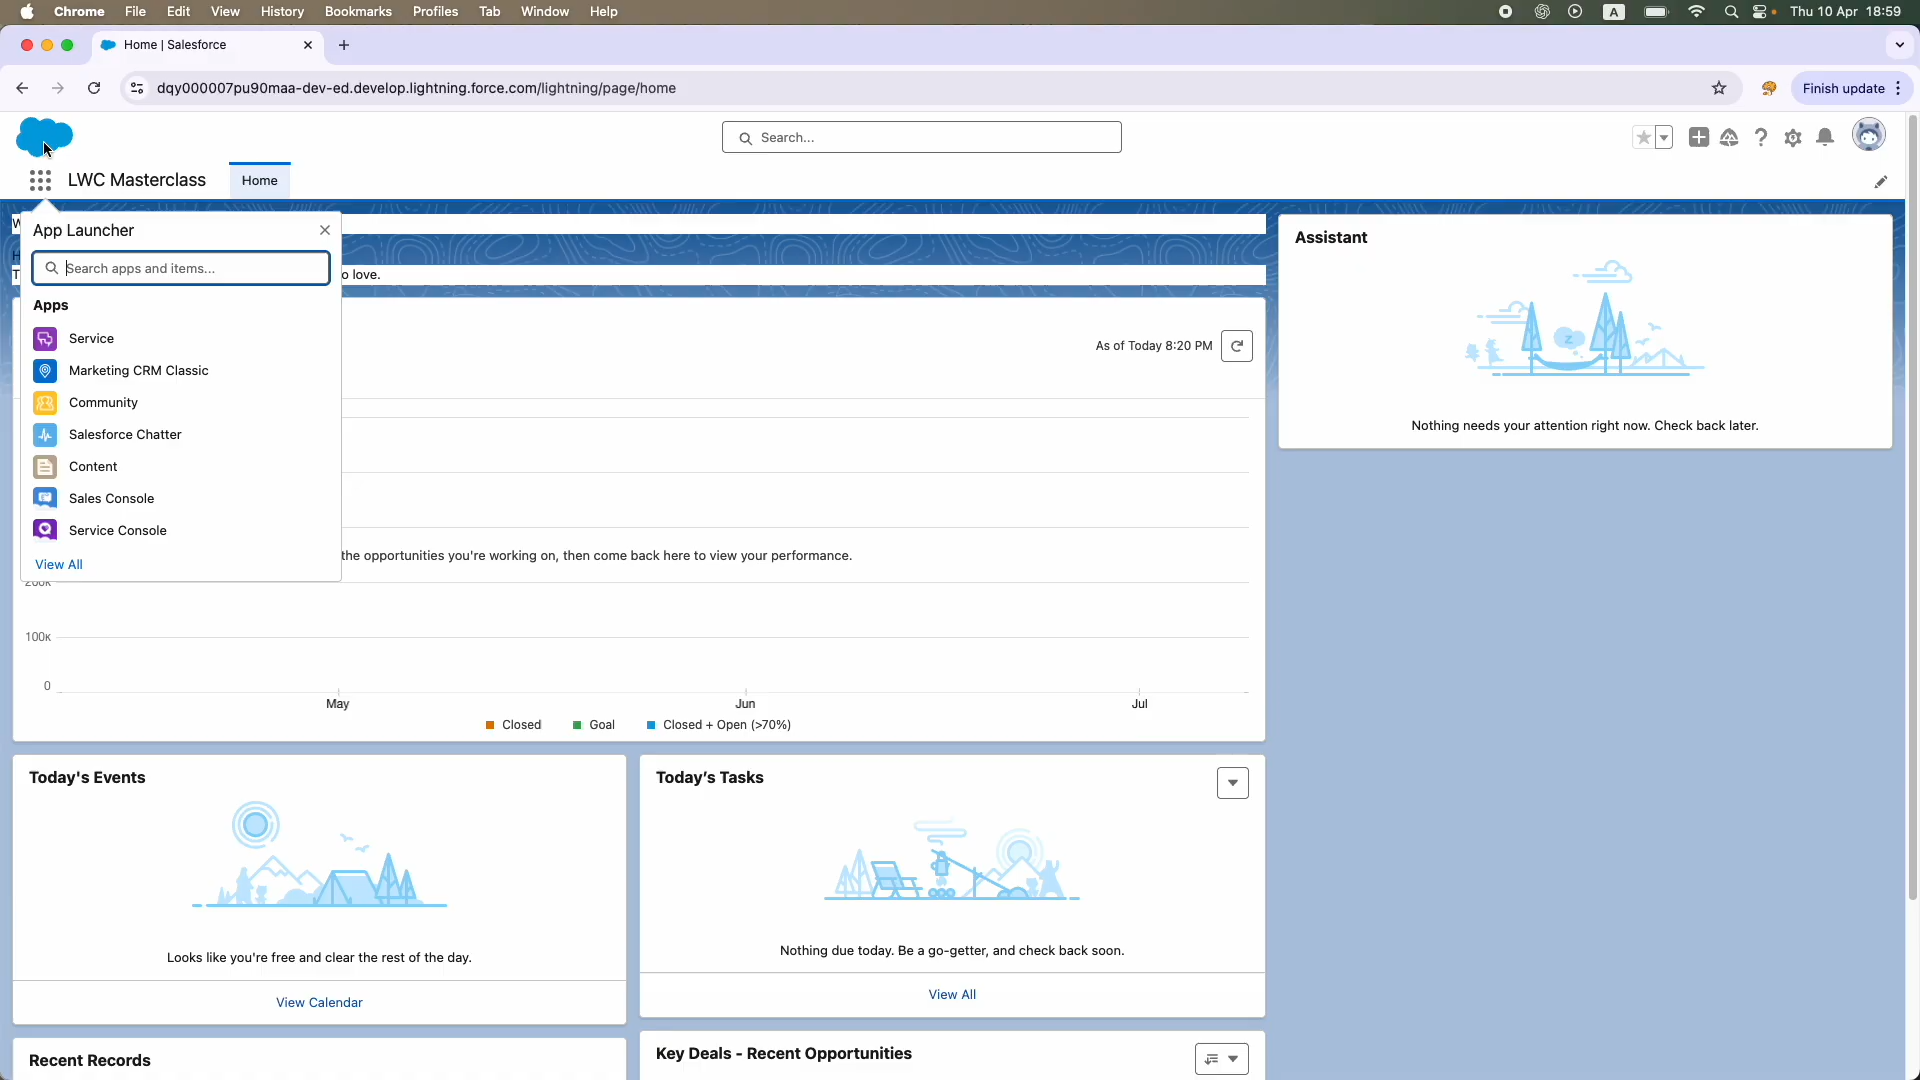 Chrome File Edit View History Bookmarks Profiles Tab Window Help
A Thu 10 Apr 18:59
Home | Salesforce
dqy000007pu90maa-dev-ed.develop.lightning.force.com/lightning/page/home
Finish update
Search...
LWC Masterclass Home
App Launcher
Search apps and items...
o love.
Apps
Service
Marketing CRM Classic
Community
Salesforce Chatter
Content
Sales Console
Service Console
View All
As of Today 8:20 PM
the opportunities you're working on, then come back here to view your performance.
200K
100K
0
May Jun Jul
Closed Goal Closed + Open (>70%)
Assistant
z
Nothing needs your attention right now. Check back later.
Today's Events
Looks like you're free and clear the rest of the day.
View Calendar
Today's Tasks
Nothing due today. Be a go-getter, and check back soon.
View All
Recent Records
Key Deals - Recent Opportunities